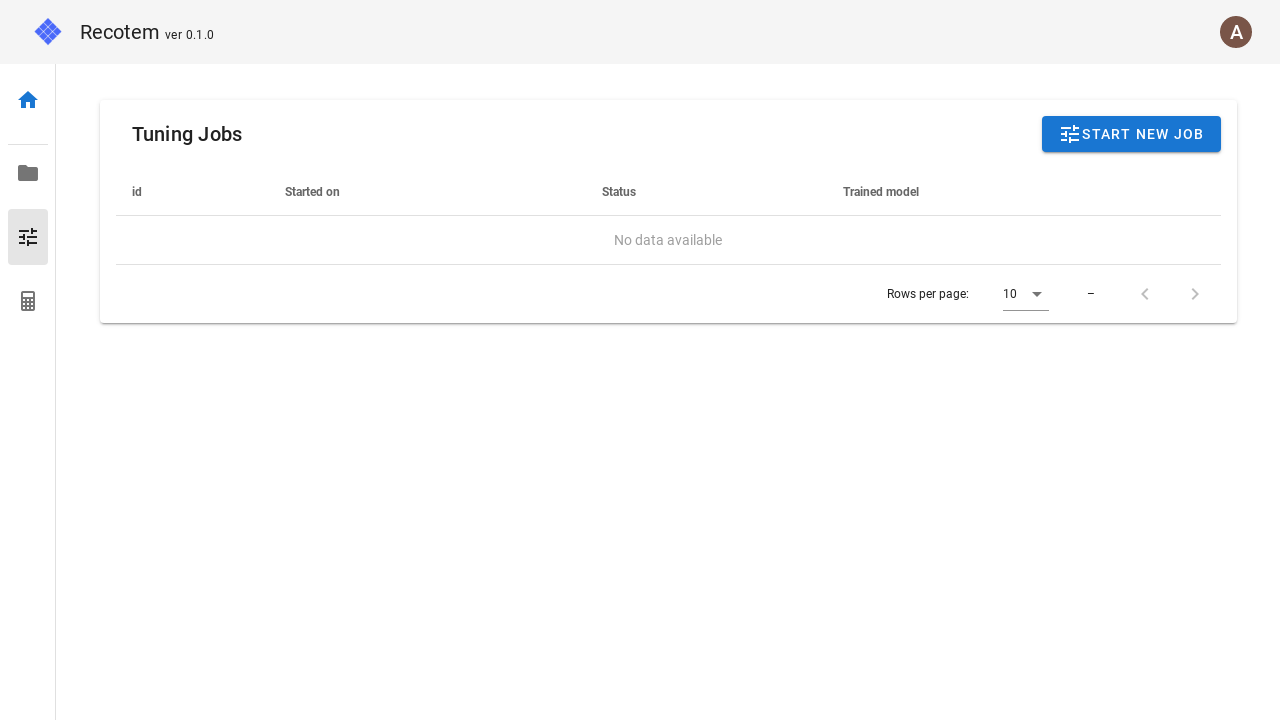 Recotem ver 0.1.0
A
Tuning Jobs
START NEW JOB
id Started on Status Trained model
No data available
Rows per page: 10 –